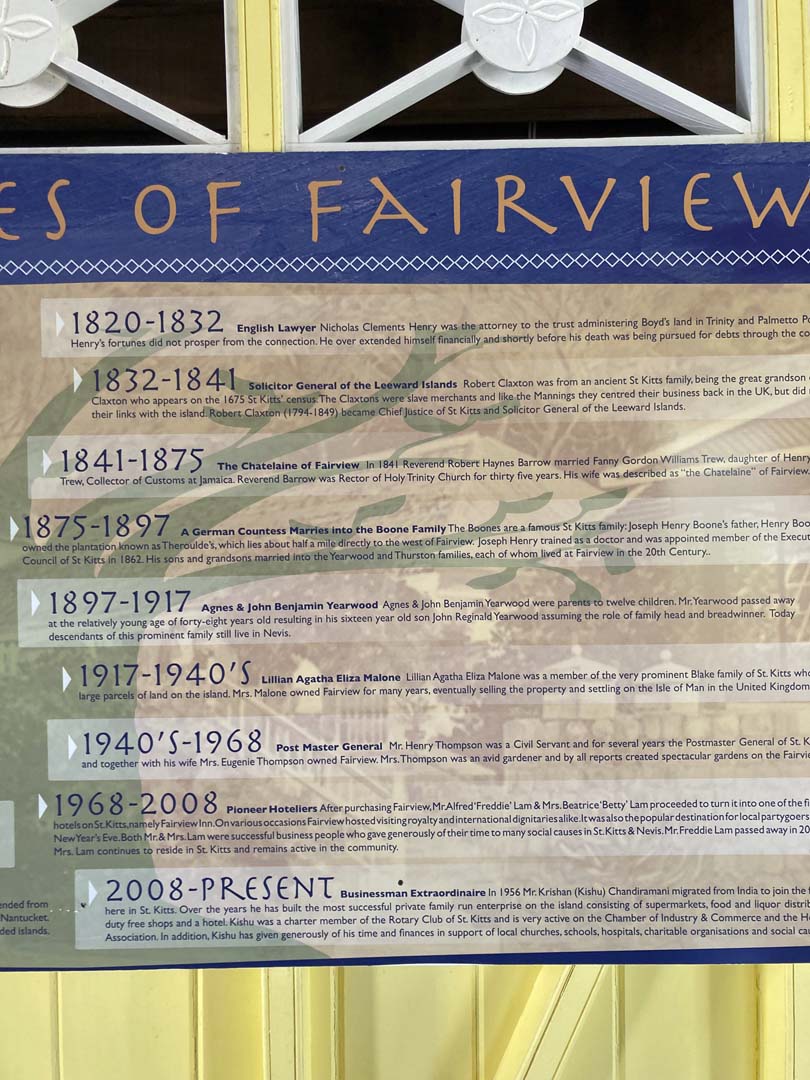 ES OF FAIRVIEW
1820-1832 English Lawyer Nicholas Clements Henry was the attorney to the trust administering Boyd's land in Trinity and Palmetto Po
Henry's fortunes did not prosper from the connection. He over extended himself financially and shortly before his death was being pursued for debts through the co
1832-1841 Solicitor General of the Leeward Islands Robert Claxton was from an ancient St Kitts family, being the great grandson
Claxton who appears on the 1675 St Kitts' census. The Claxtons were slave merchants and like the Mannings they centred their business back in the UK, but did
their links with the island. Robert Claxton (1794-1849) became Chief Justice of St Kitts and Solicitor General of the Leeward Islands.
1841-1875 The Chatelaine of Fairview In 1841 Reverend Robert Haynes Barrow married Fanny Gordon Williams Trew, daughter of Henry
Trew, Collector of Customs at Jamaica. Reverend Barrow was Rector of Holy Trinity Church for thirty five years. His wife was described as "the Chatelaine" of Fairview.
1875-1897 A German Countess Marries into the Boone Family The Boones are a famous St Kitts family: Joseph Henry Boone's father, Henry Boo
owned the plantation known as Theroulde's, which lies about half a mile directly to the west of Fairview. Joseph Henry trained as a doctor and was appointed member of the Execut
Council of St Kitts in 1862. His sons and grandsons married into the Yearwood and Thurston families, each of whom lived at Fairview in the 20th Century..
1897-1917 Agnes & John Benjamin Yearwood Agnes & John Benjamin Yearwood were parents to twelve children. Mr. Yearwood passed away
at the relatively young age of forty-eight years old resulting in his sixteen year old son John Reginald Yearwood assuming the role of family head and breadwinner. Today
descendants of this prominent family still live in Nevis.
1917-1940'S Lillian Agatha Eliza Malone Lillian Agatha Eliza Malone was a member of the very prominent Blake family of St. Kitts who
large parcels of land on the island. Mrs. Malone owned Fairview for many years, eventually selling the property and settling on the Isle of Man in the United Kingdom
1940'S-1968 Post Master General Mr. Henry Thompson was a Civil Servant and for several years the Postmaster General of St. K
and together with his wife Mrs. Eugenie Thompson owned Fairview. Mrs. Thompson was an avid gardener and by all reports created spectacular gardens on the Fairvie
1968-2008 Pioneer Hoteliers After purchasing Fairview, Mr. Alfred 'Freddie' Lam & Mrs. Beatrice 'Betty' Lam proceeded to turn it into one of the fi
hotels on St. Kitts, namely Fairview Inn. On various occasions Fairview hosted visiting royalty and international dignitaries alike. It was also the popular destination for local partygoers
New Year's Eve. Both Mr. & Mrs. Lam were successful business people who gave generously of their time to many social causes in St. Kitts & Nevis. Mr. Freddie Lam passed away in 20
Mrs. Lam continues to reside in St. Kitts and remains active in the community.
2008-PRESENT Businessman Extraordinaire In 1956 Mr. Krishan (Kishu) Chandiramani migrated from India to join the
here in St. Kitts. Over the years he has built the most successful private family run enterprise on the island consisting of supermarkets, food and liquor distrib
duty free shops and a hotel. Kishu was a charter member of the Rotary Club of St. Kitts and is very active on the Chamber of Industry & Commerce and the H
Association. In addition, Kishu has given generously of his time and finances in support of local churches, schools, hospitals, charitable organisations and social cau
ended from
Nantucket.
ded islands.